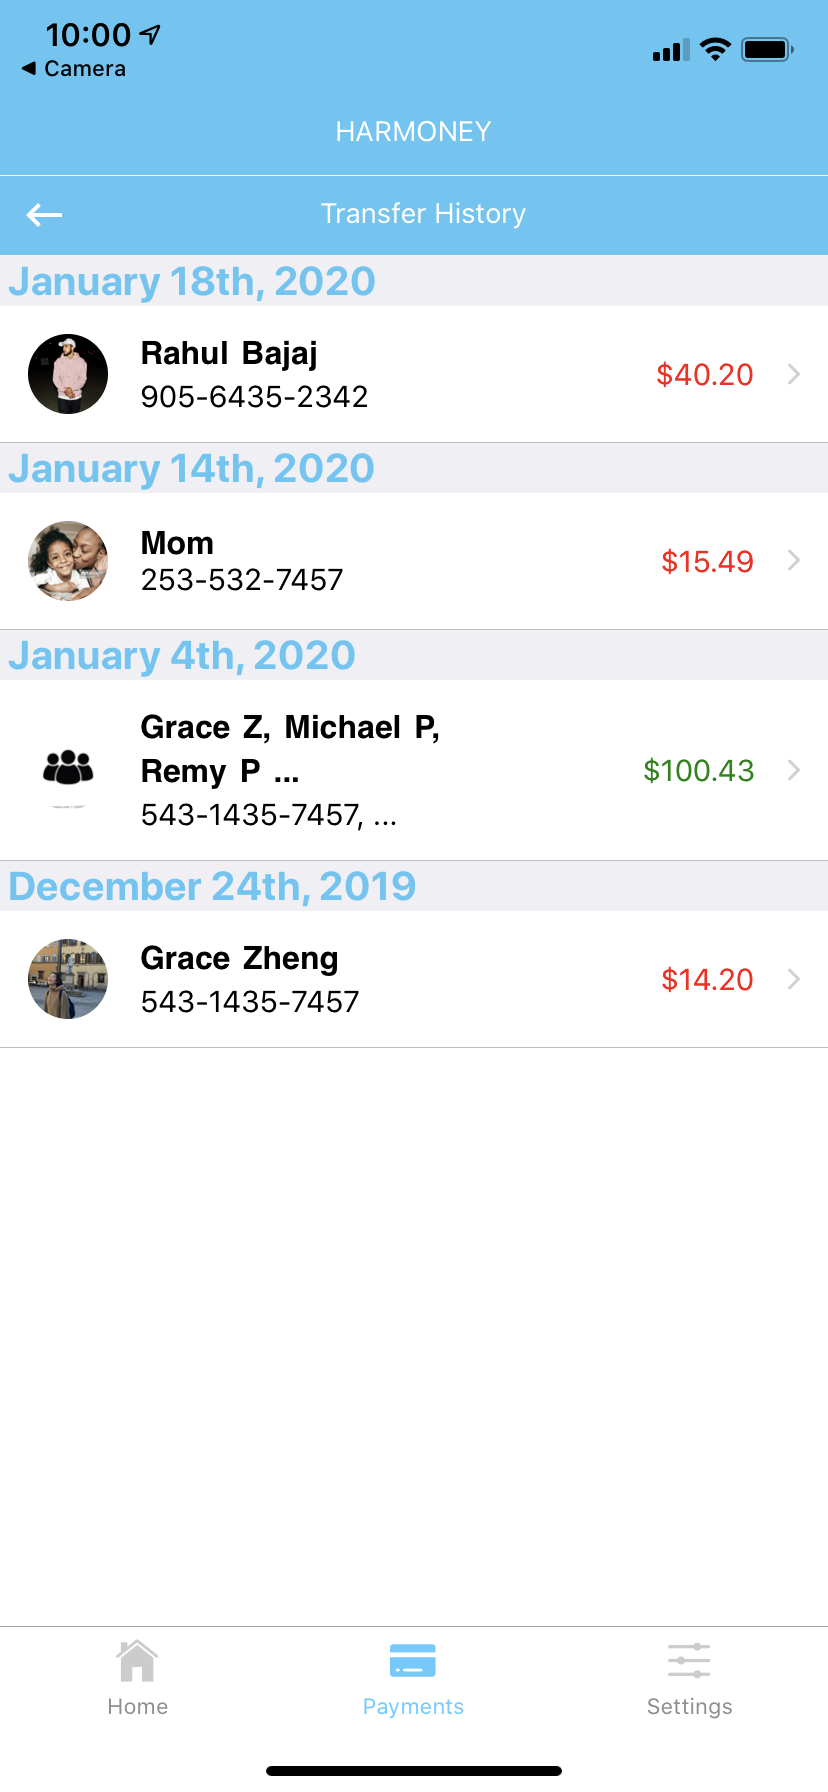 10:00
◀ Camera
HARMONEY
Transfer History
January 18th, 2020
Rahul Bajaj
905-6435-2342
$40.20
January 14th, 2020
Mom
253-532-7457
$15.49
January 4th, 2020
Grace Z, Michael P,
Remy P ...
543-1435-7457, ...
$100.43
December 24th, 2019
Grace Zheng
543-1435-7457
$14.20
Home
Payments
Settings